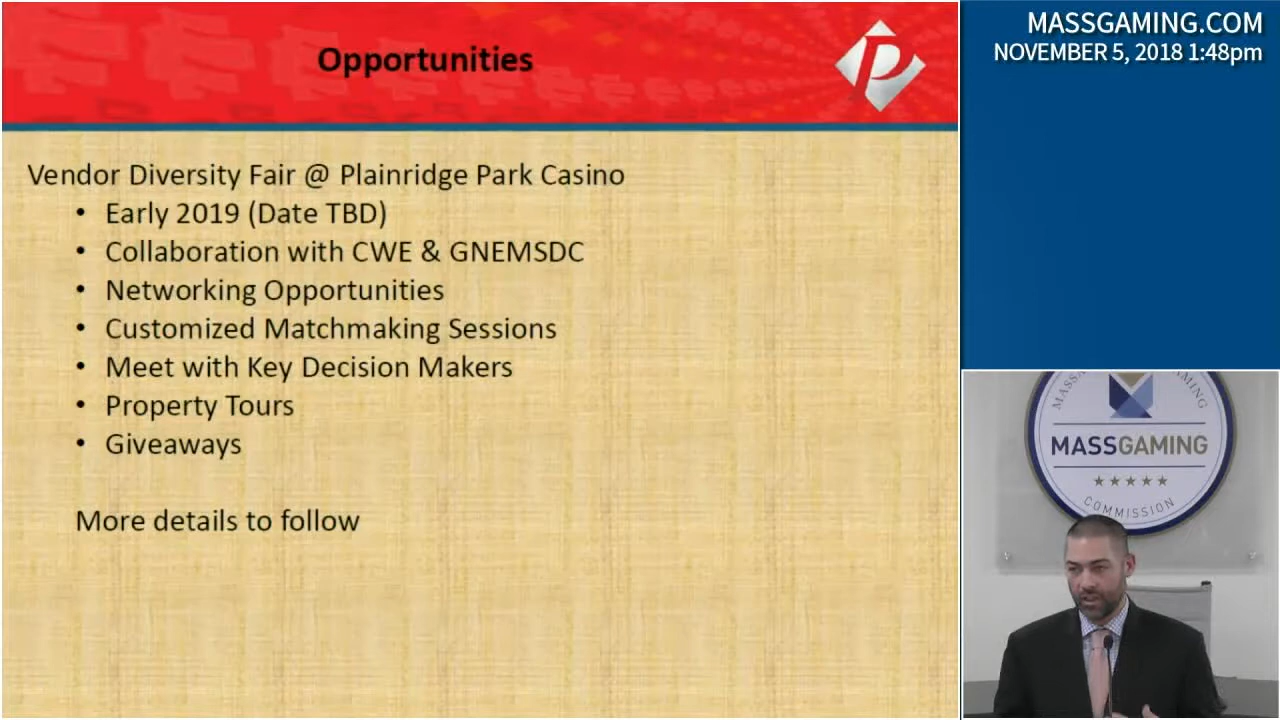 Opportunities
P
Vendor Diversity Fair @ Plainridge Park Casino
• Early 2019 (Date TBD)
• Collaboration with CWE & GNEMSDC
• Networking Opportunities
• Customized Matchmaking Sessions
• Meet with Key Decision Makers
• Property Tours
• Giveaways
More details to follow
MASSGAMING.COM
NOVEMBER 5, 2018 1:48pm
MASSGAMING
COMMISSION